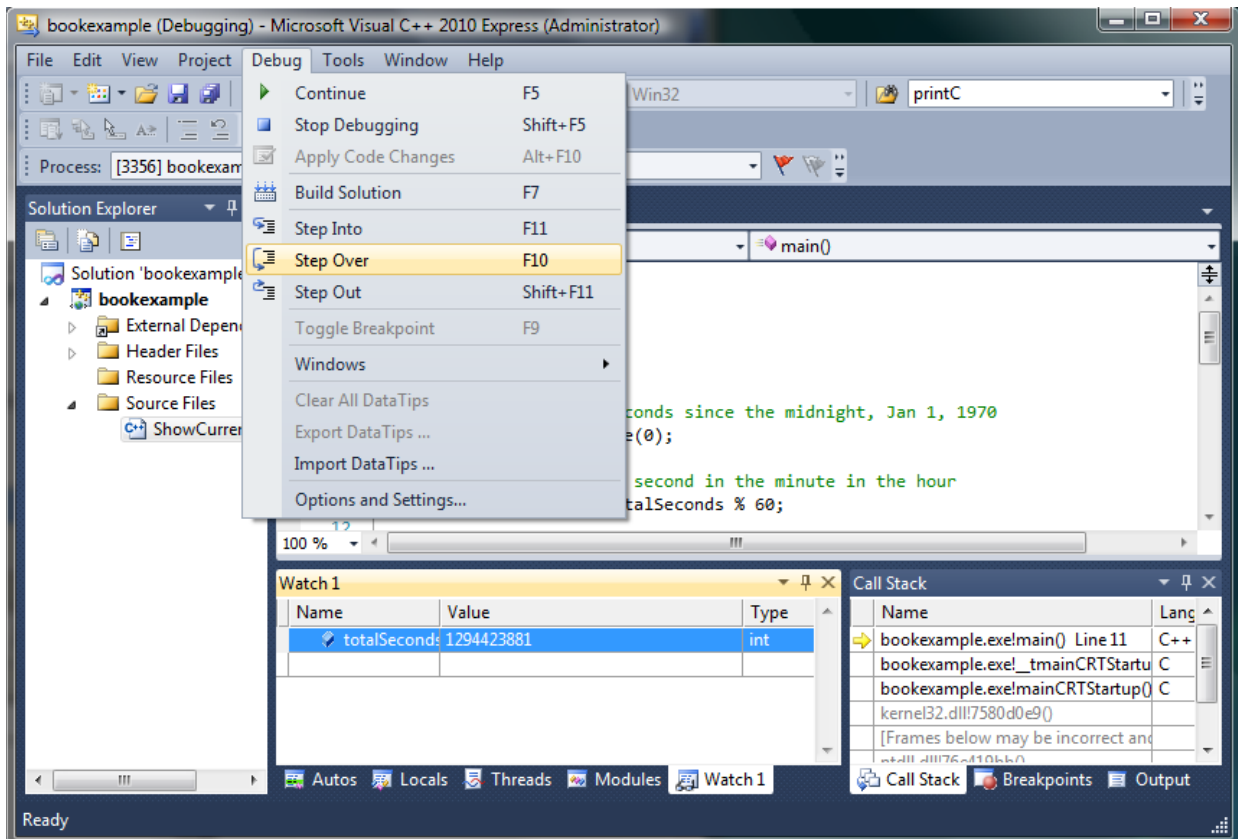 bookexample (Debugging) - Microsoft Visual C++ 2010 Express (Administrator)
File Edit View Project Debug Tools Window Help
Win32 printC
Process: [3356] bookexam
Continue F5
Stop Debugging Shift+F5
Apply Code Changes Alt+F10
Build Solution F7
Step Into F11
Step Over F10
Step Out Shift+F11
Toggle Breakpoint F9
Windows
Clear All DataTips
Export DataTips ...
Import DataTips ...
Options and Settings...
Solution Explorer
Solution 'bookexample
bookexample
External Depen
Header Files
Resource Files
Source Files
ShowCurre
main()
conds since the midnight, Jan 1, 1970
e(0);
second in the minute in the hour
talSeconds % 60;
12
100 %
Watch 1
Name Value Type
totalSeconds 1294423881 int
Autos Locals Threads Modules Watch 1
Call Stack
Name Lang
bookexample.exe!main() Line 11 C++
bookexample.exe!__tmainCRTStartu C
bookexample.exe!mainCRTStartup() C
kernel32.dll!7580d0e9()
[Frames below may be incorrect and
Call Stack Breakpoints Output
Ready